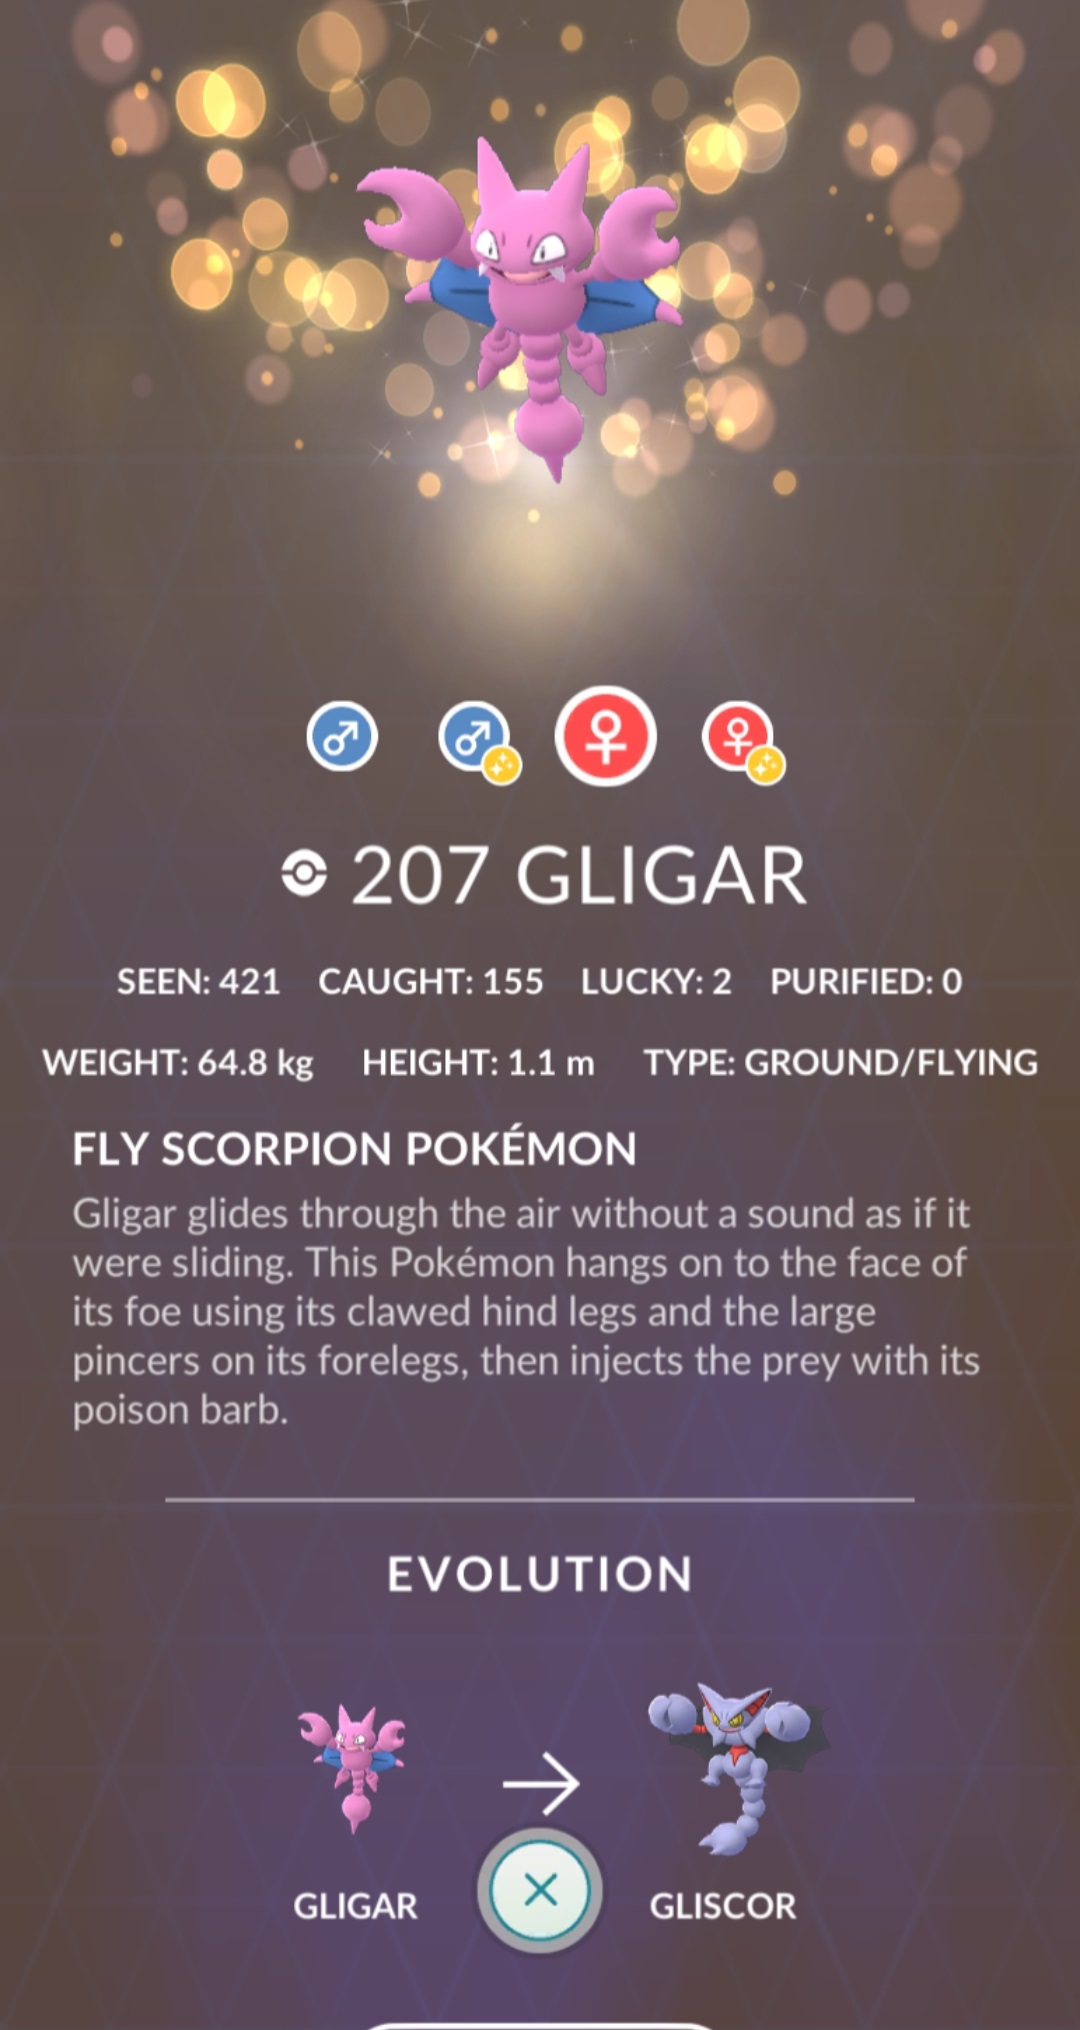 207 GLIGAR
SEEN: 421 CAUGHT: 155 LUCKY: 2 PURIFIED: 0
WEIGHT: 64.8 kg HEIGHT: 1.1 m TYPE: GROUND/FLYING
FLY SCORPION POKÉMON
Gligar glides through the air without a sound as if it
were sliding. This Pokémon hangs on to the face of
its foe using its clawed hind legs and the large
pincers on its forelegs, then injects the prey with its
poison barb.
EVOLUTION
GLIGAR GLISCOR